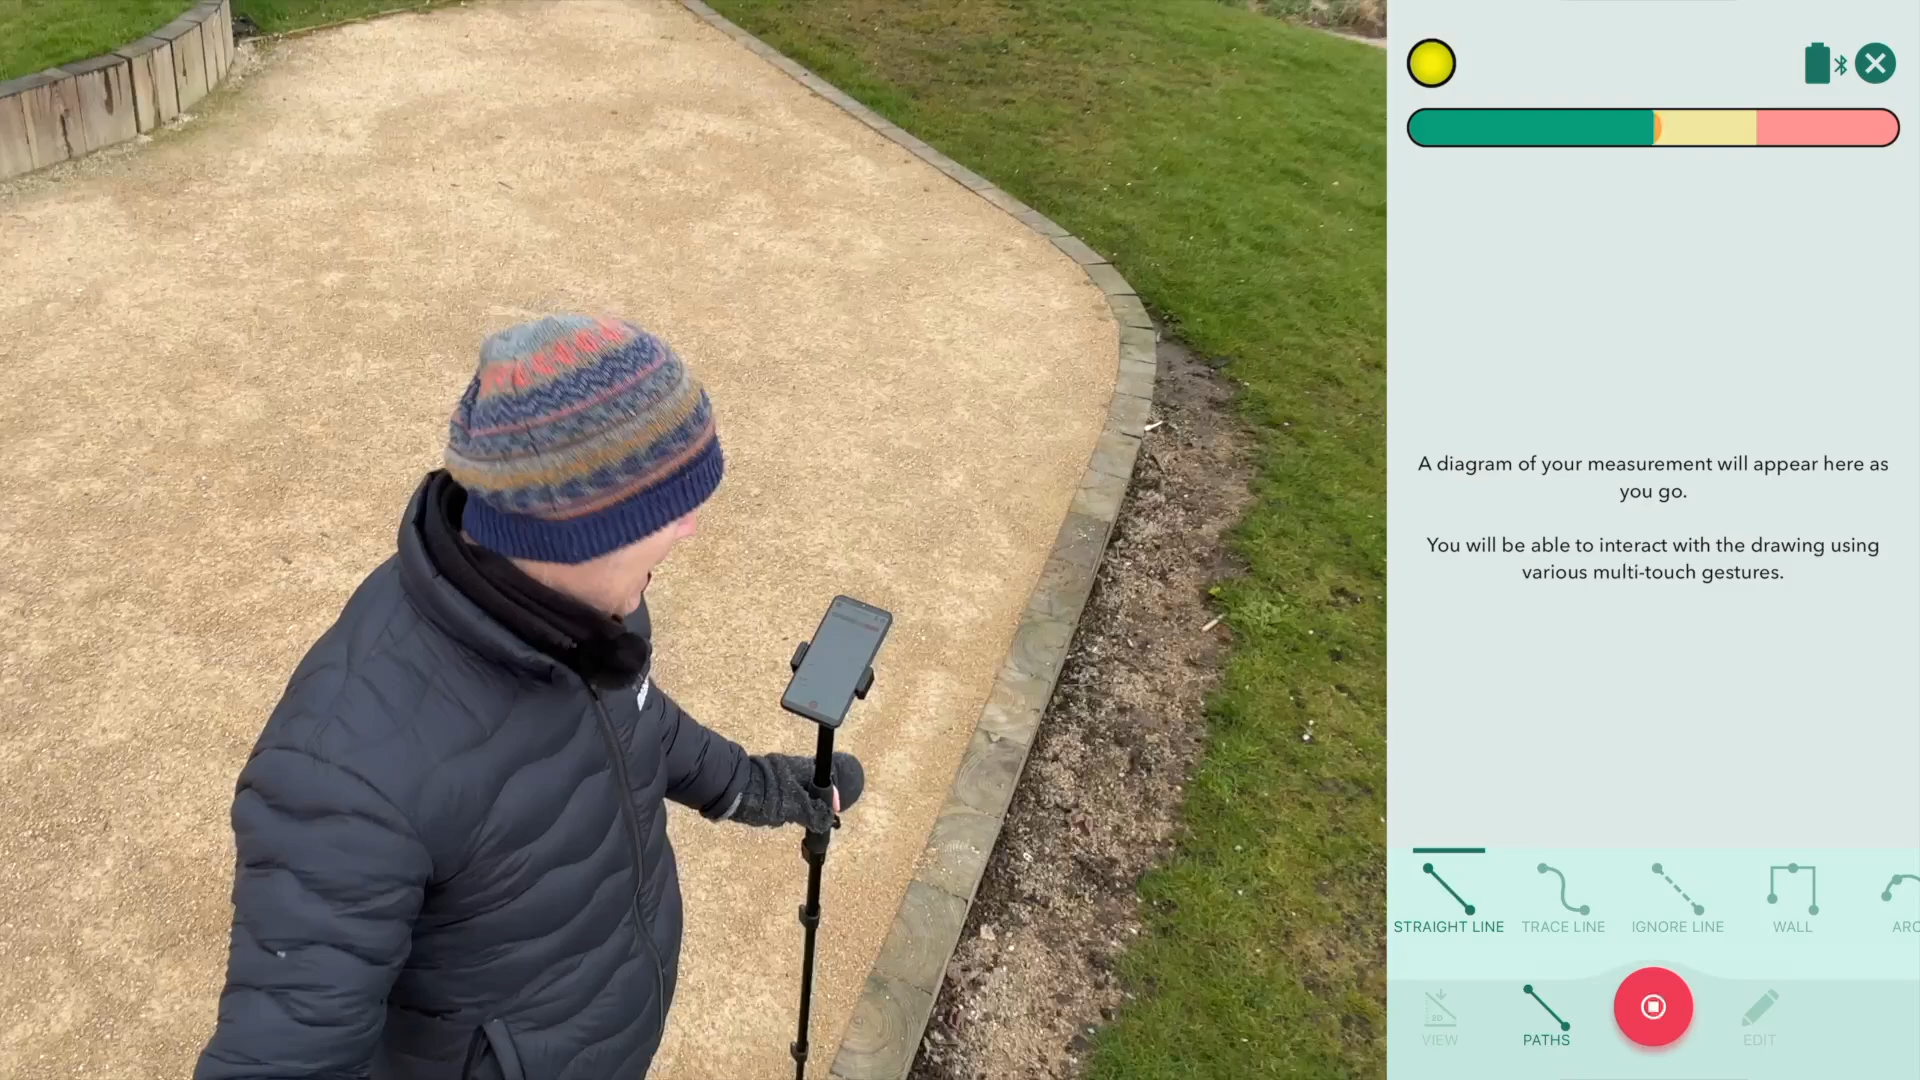 A diagram of your measurement will appear here as
you go.
You will be able to interact with the drawing using
various multi-touch gestures.
STRAIGHT LINE
TRACE LINE
IGNORE LINE
WALL
ARC
2D
VIEW
PATHS
EDIT